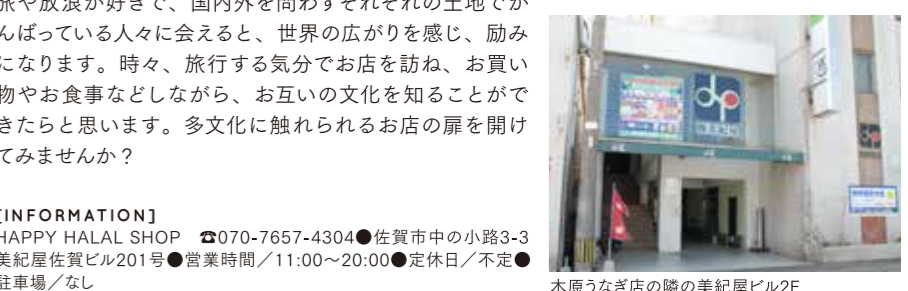 旅や放浪が好きで、国内外を問わずそれぞれの土地でが
んばっている人々に会えると、世界の広がりを感じ、励み
になります。時々、旅行する気分でお店を訪ね、お買い
物やお食事などしながら、お互いの文化を知ることがで
きたらと思います。多文化に触れられるお店の扉を開け
てみませんか？
[INFORMATION]
HAPPY HALAL SHOP ☎070-7657-4304●佐賀市中の小路3-3
美紀屋佐賀ビル201号●営業時間／11:00〜20:00●定休日／不定●
駐車場／なし
木原うなぎ店の隣の美紀屋ビル2F